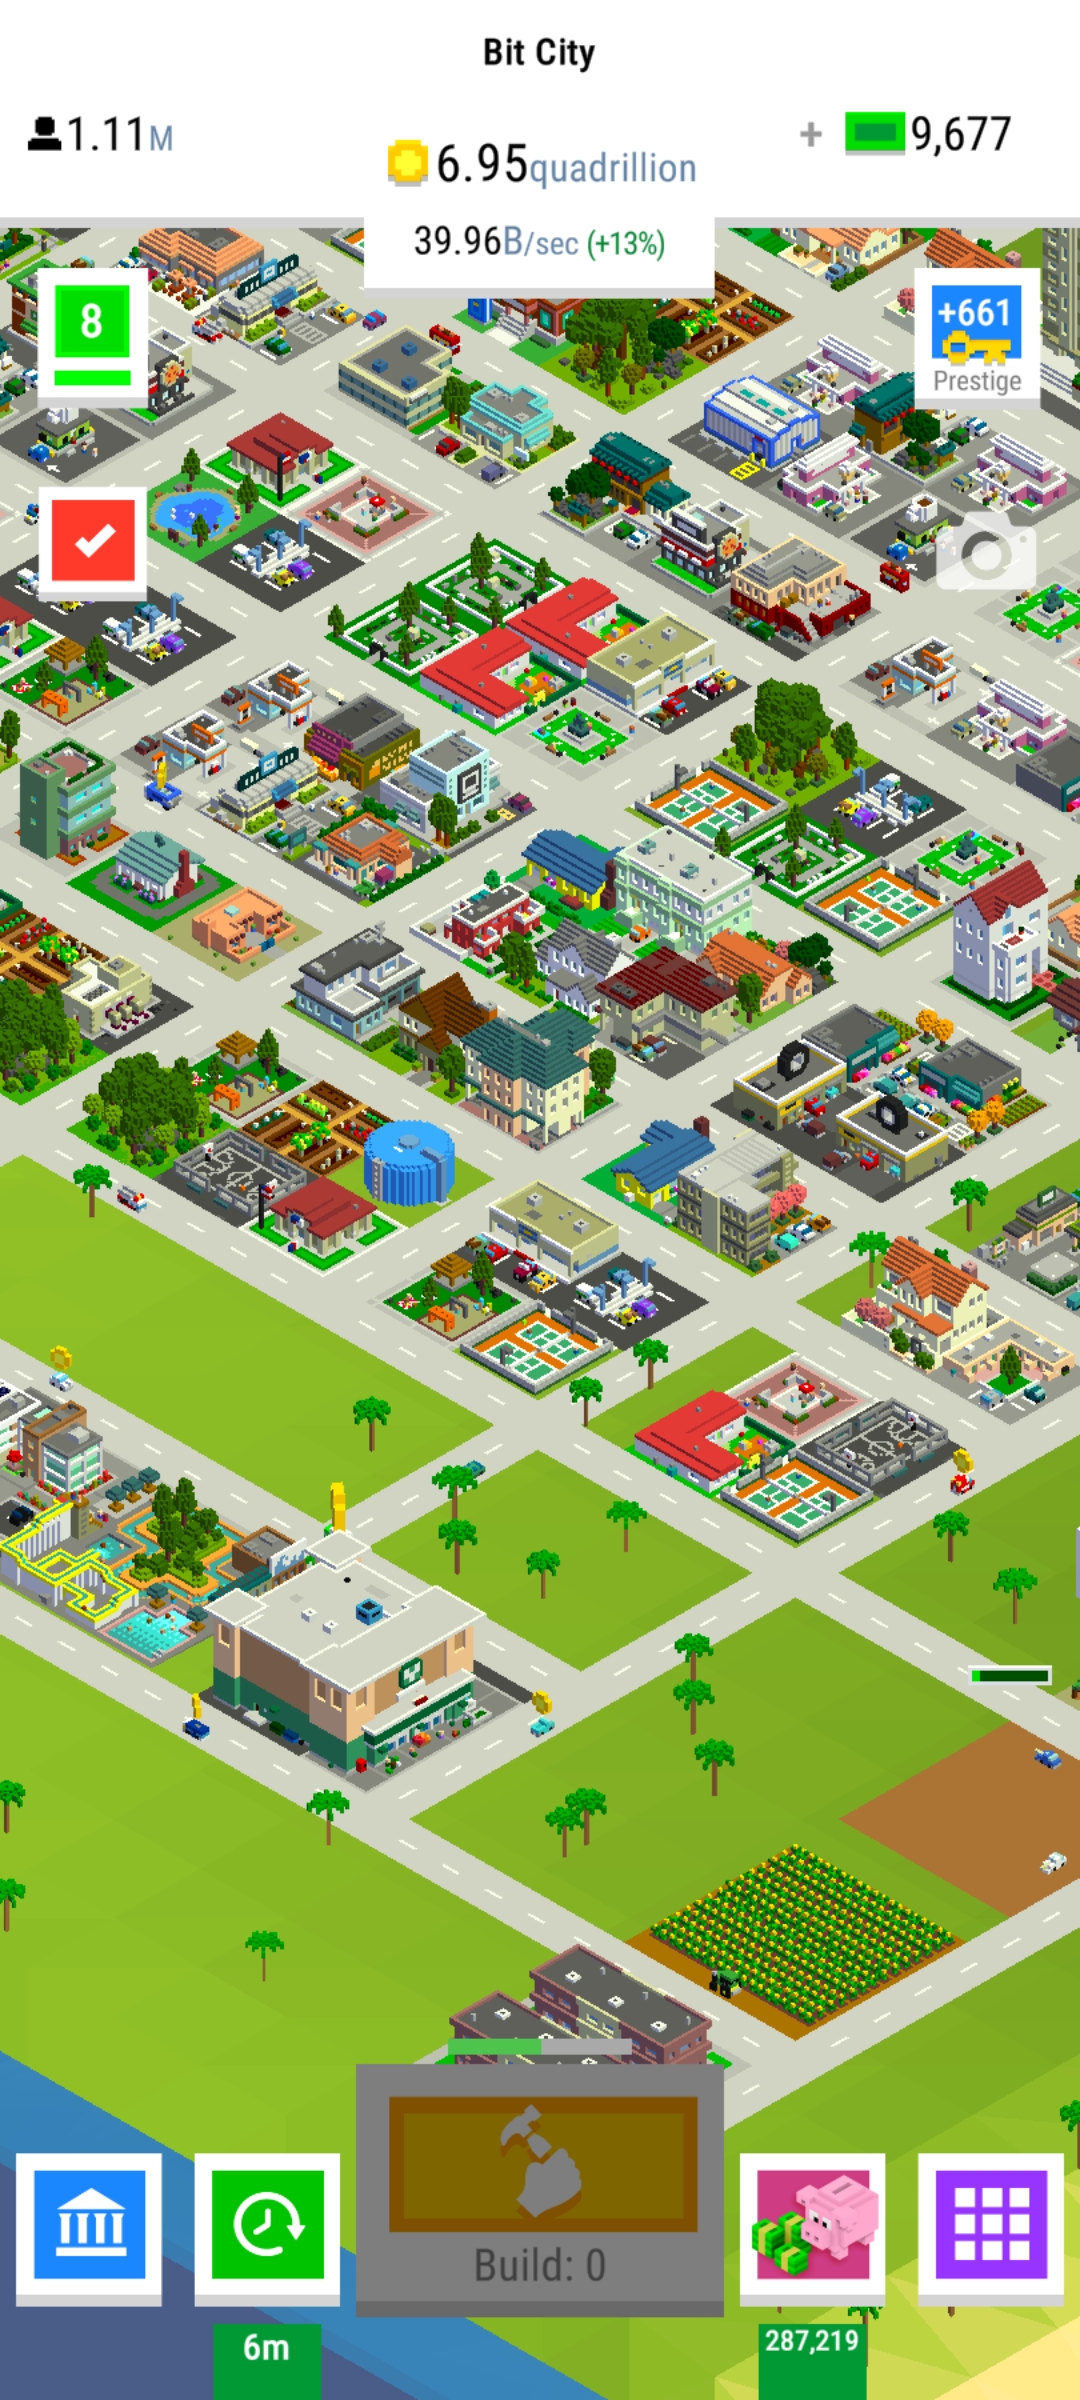 Bit City
1.11M
6.95quadrillion
+ 9,677
39.96B/sec (+13%)
8
+661
Prestige
Build: 0
6m
287,219